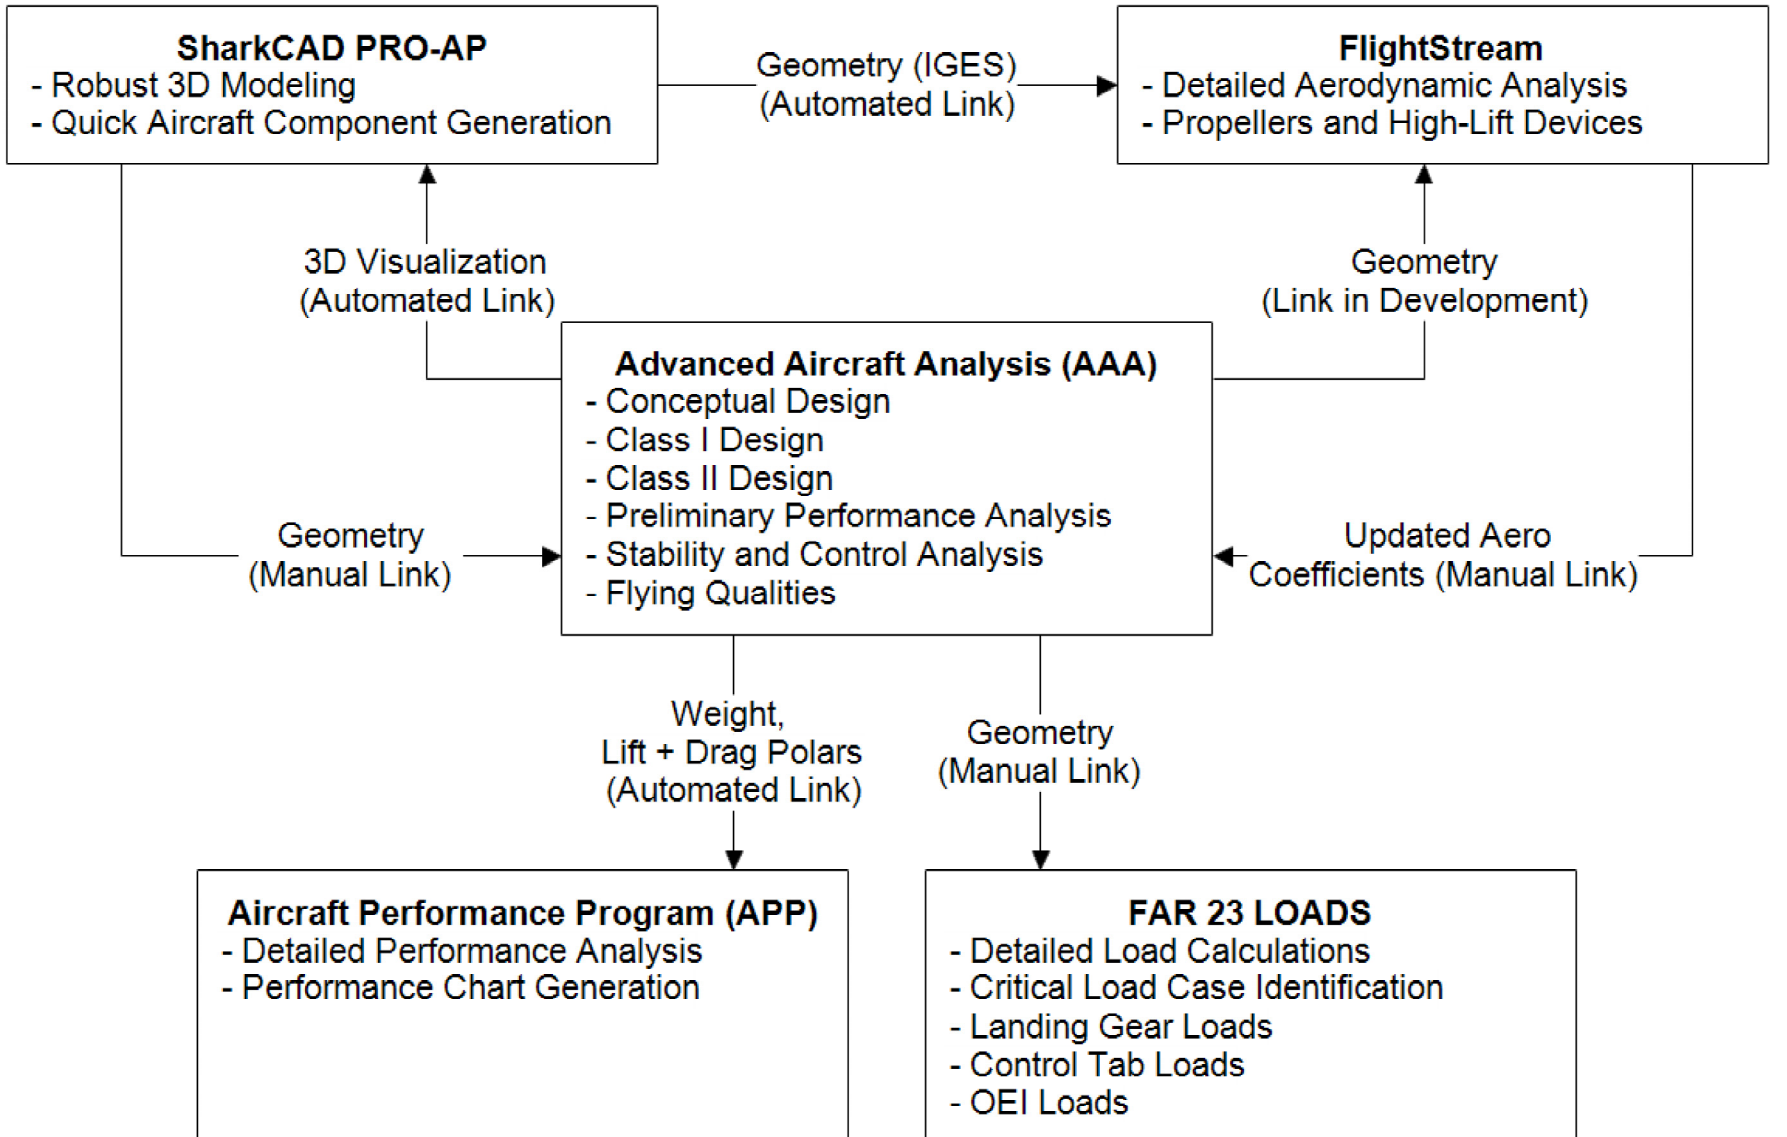 SharkCAD PRO-AP
- Robust 3D Modeling
- Quick Aircraft Component Generation
Geometry (IGES)
(Automated Link)
FlightStream
- Detailed Aerodynamic Analysis
- Propellers and High-Lift Devices
3D Visualization
(Automated Link)
Geometry
(Link in Development)
Advanced Aircraft Analysis (AAA)
- Conceptual Design
- Class I Design
- Class II Design
- Preliminary Performance Analysis
- Stability and Control Analysis
- Flying Qualities
Geometry
(Manual Link)
Updated Aero
Coefficients (Manual Link)
Weight,
Lift + Drag Polars
(Automated Link)
Geometry
(Manual Link)
Aircraft Performance Program (APP)
- Detailed Performance Analysis
- Performance Chart Generation
FAR 23 LOADS
- Detailed Load Calculations
- Critical Load Case Identification
- Landing Gear Loads
- Control Tab Loads
- OEI Loads